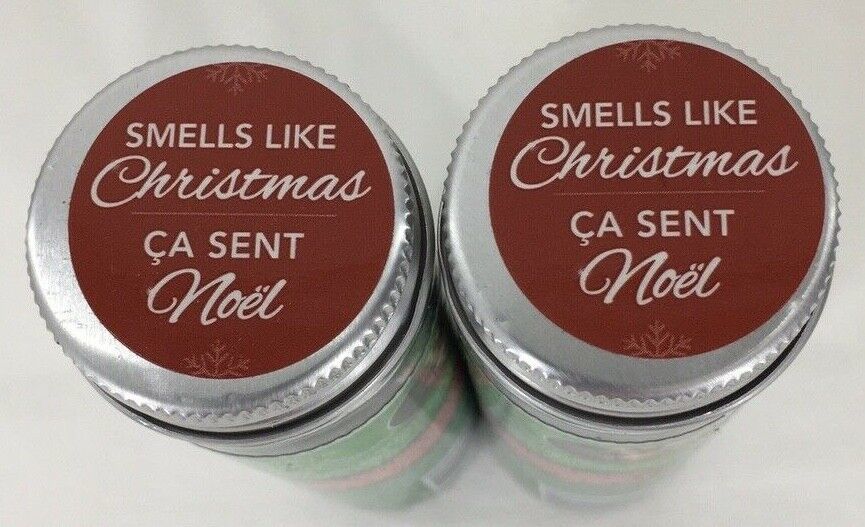 SMELLS LIKE
Christmas
ÇA SENT
Noël
SMELLS LIKE
Christmas
ÇA SENT
Noël